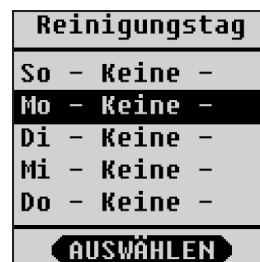 Reinigungstag
So - Keine -
Mo - Keine -
Di - Keine -
Mi - Keine -
Do - Keine -
AUSWÄHLEN